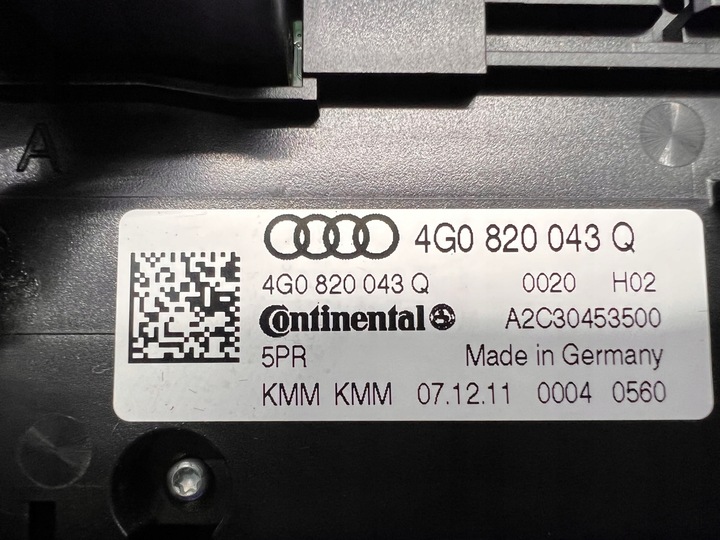 A
4G0 820 043 Q
4G0 820 043 Q 0020 H02
Continental A2C30453500
5PR Made in Germany
KMM KMM 07.12.11 0004 0560